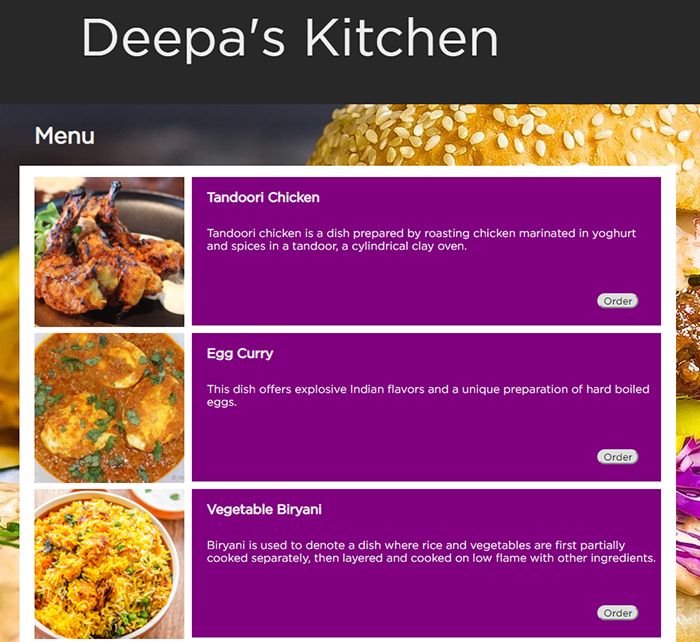 Deepa's Kitchen
Menu
Tandoori Chicken
Tandoori chicken is a dish prepared by roasting chicken marinated in yoghurt
and spices in a tandoor, a cylindrical clay oven.
Order
Egg Curry
This dish offers explosive Indian flavors and a unique preparation of hard boiled
eggs.
Order
Vegetable Biryani
Biryani is used to denote a dish where rice and vegetables are first partially
cooked separately, then layered and cooked on low flame with other ingredients.
Order